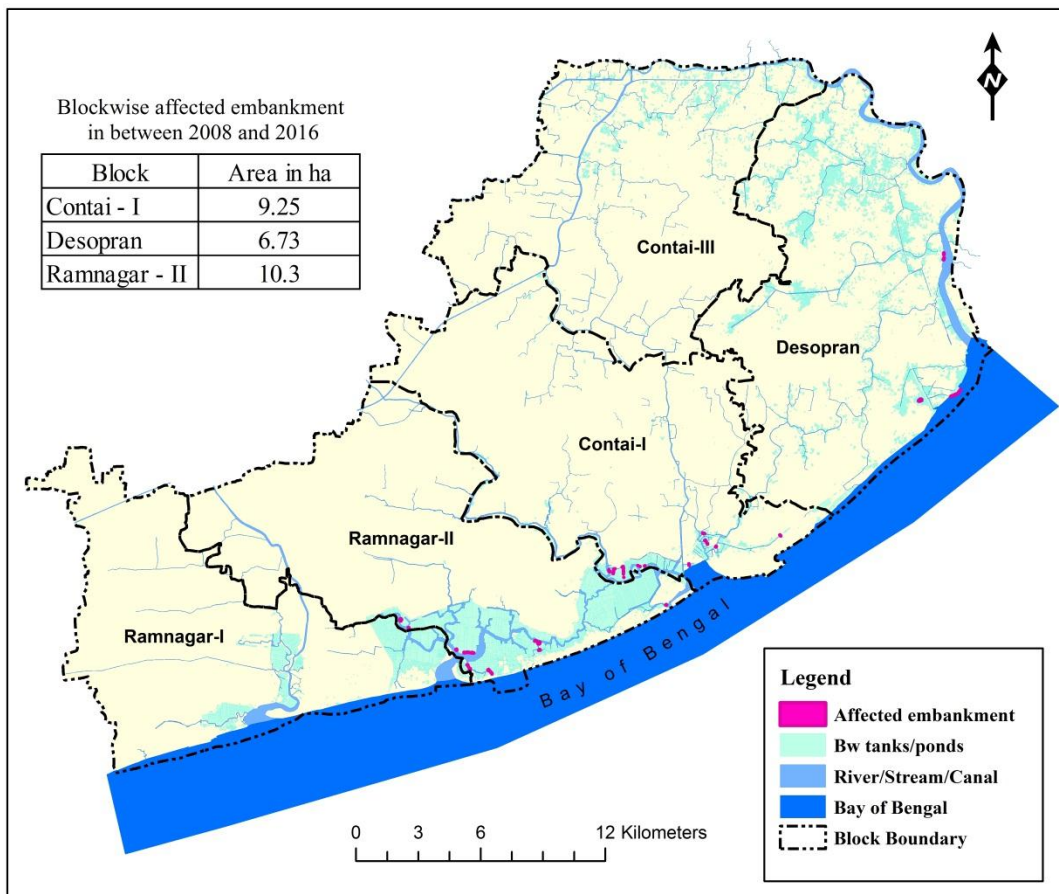 N
Blockwise affected embankment
in between 2008 and 2016
Block Area in ha
Contai - I 9.25
Desopran 6.73
Ramnagar - II 10.3
Contai-III
Desopran
Contai-I
Ramnagar-II
Ramnagar-I
Bay of Bengal
Legend
Affected embankment
Bw tanks/ponds
River/Stream/Canal
Bay of Bengal
Block Boundary
0 3 6 12 Kilometers